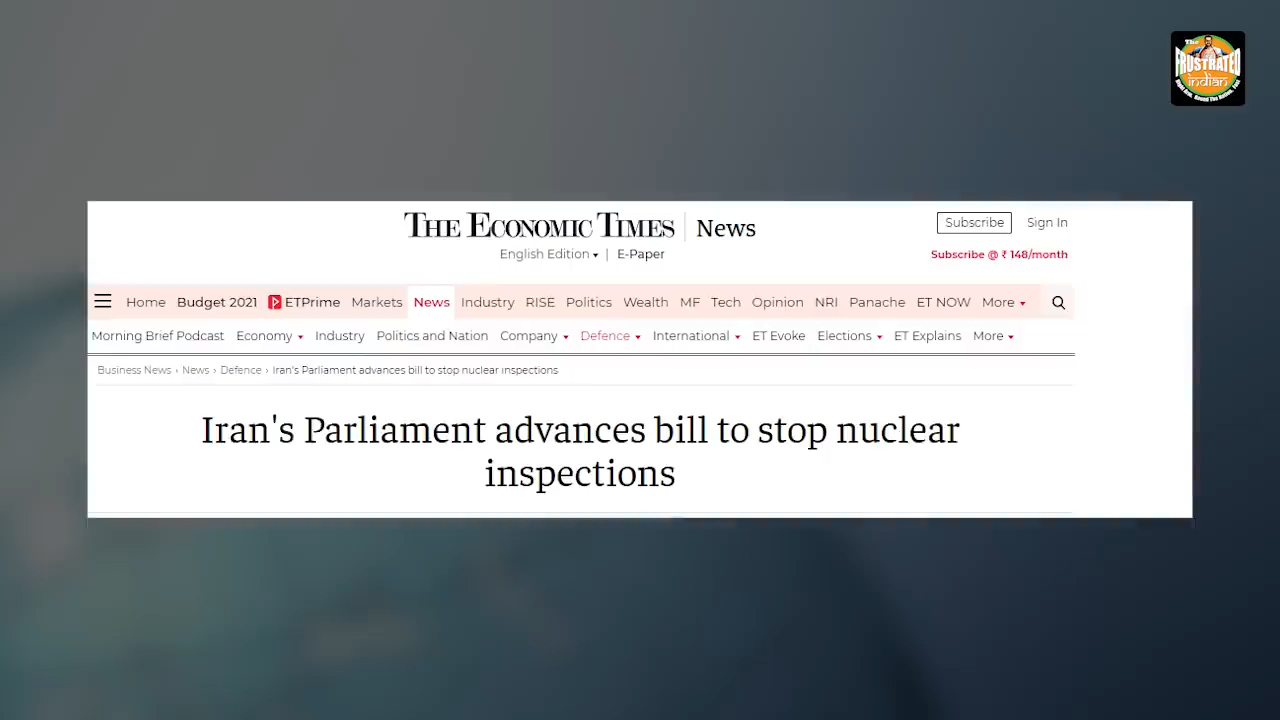 The
FRUSTRATED
indian
THE ECONOMIC TIMES | News
Subscribe Sign In
English Edition | E-Paper
Subscribe @ ₹ 148/month
Home Budget 2021 ETPrime Markets News Industry RISE Politics Wealth MF Tech Opinion NRI Panache ET NOW More
Morning Brief Podcast Economy Industry Politics and Nation Company Defence International ET Evoke Elections ET Explains More
Business News › News › Defence › Iran's Parliament advances bill to stop nuclear inspections
Iran's Parliament advances bill to stop nuclear
inspections